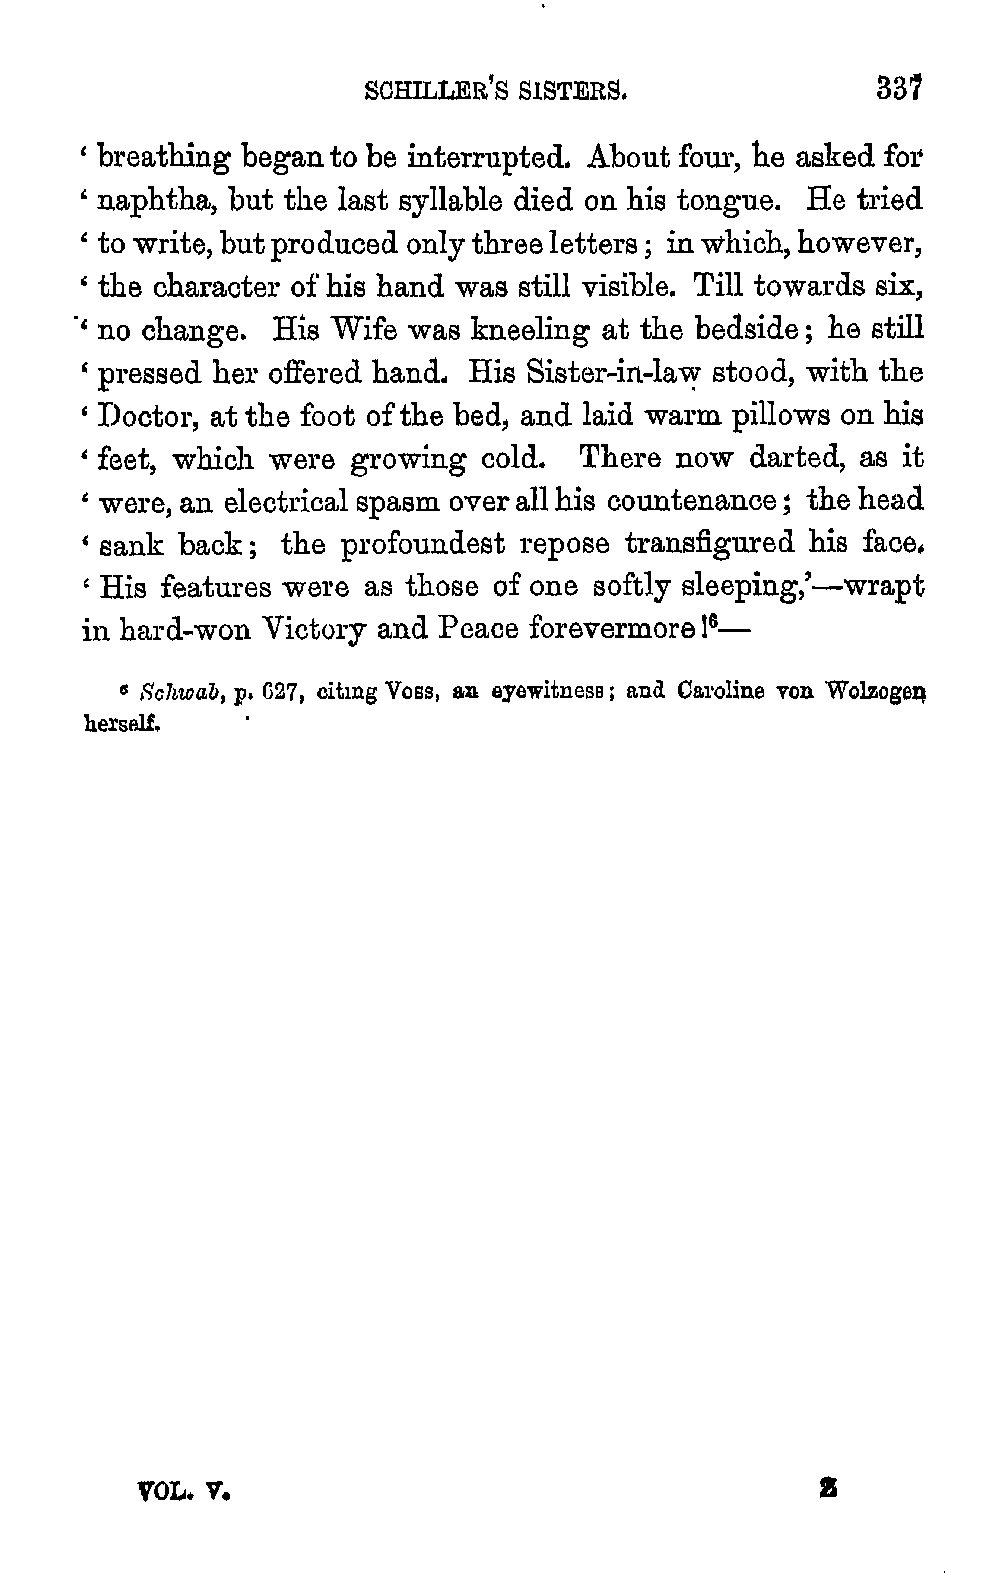 SCHILLER'S SISTERS. 337
‘ breathing began to be interrupted. About four, he asked for
‘ naphtha, but the last syllable died on his tongue. He tried
‘ to write, but produced only three letters; in which, however,
‘ the character of his hand was still visible. Till towards six,
‘ no change. His Wife was kneeling at the bedside; he still
‘ pressed her offered hand. His Sister-in-law stood, with the
‘ Doctor, at the foot of the bed, and laid warm pillows on his
‘ feet, which were growing cold. There now darted, as it
‘ were, an electrical spasm over all his countenance; the head
‘ sank back; the profoundest repose transfigured his face.
‘ His features were as those of one softly sleeping,’—wrapt
in hard-won Victory and Peace forevermore!⁶—
⁶ Schwab, p. 627, citing Voss, an eyewitness; and Caroline von Wolzogen
herself.
VOL. V. Z